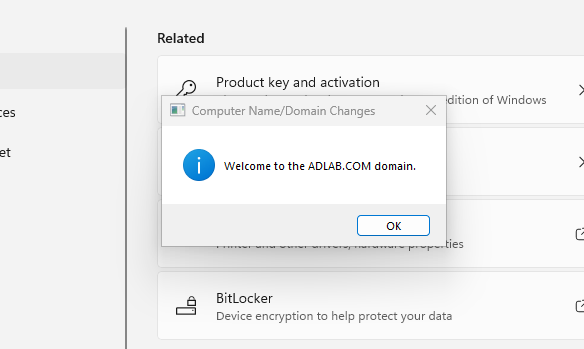 Related
Product key and activation
edition of Windows
Computer Name/Domain Changes
Welcome to the ADLAB.COM domain.
OK
Printer and other drivers, hardware properties
BitLocker
Device encryption to help protect your data
ces
et